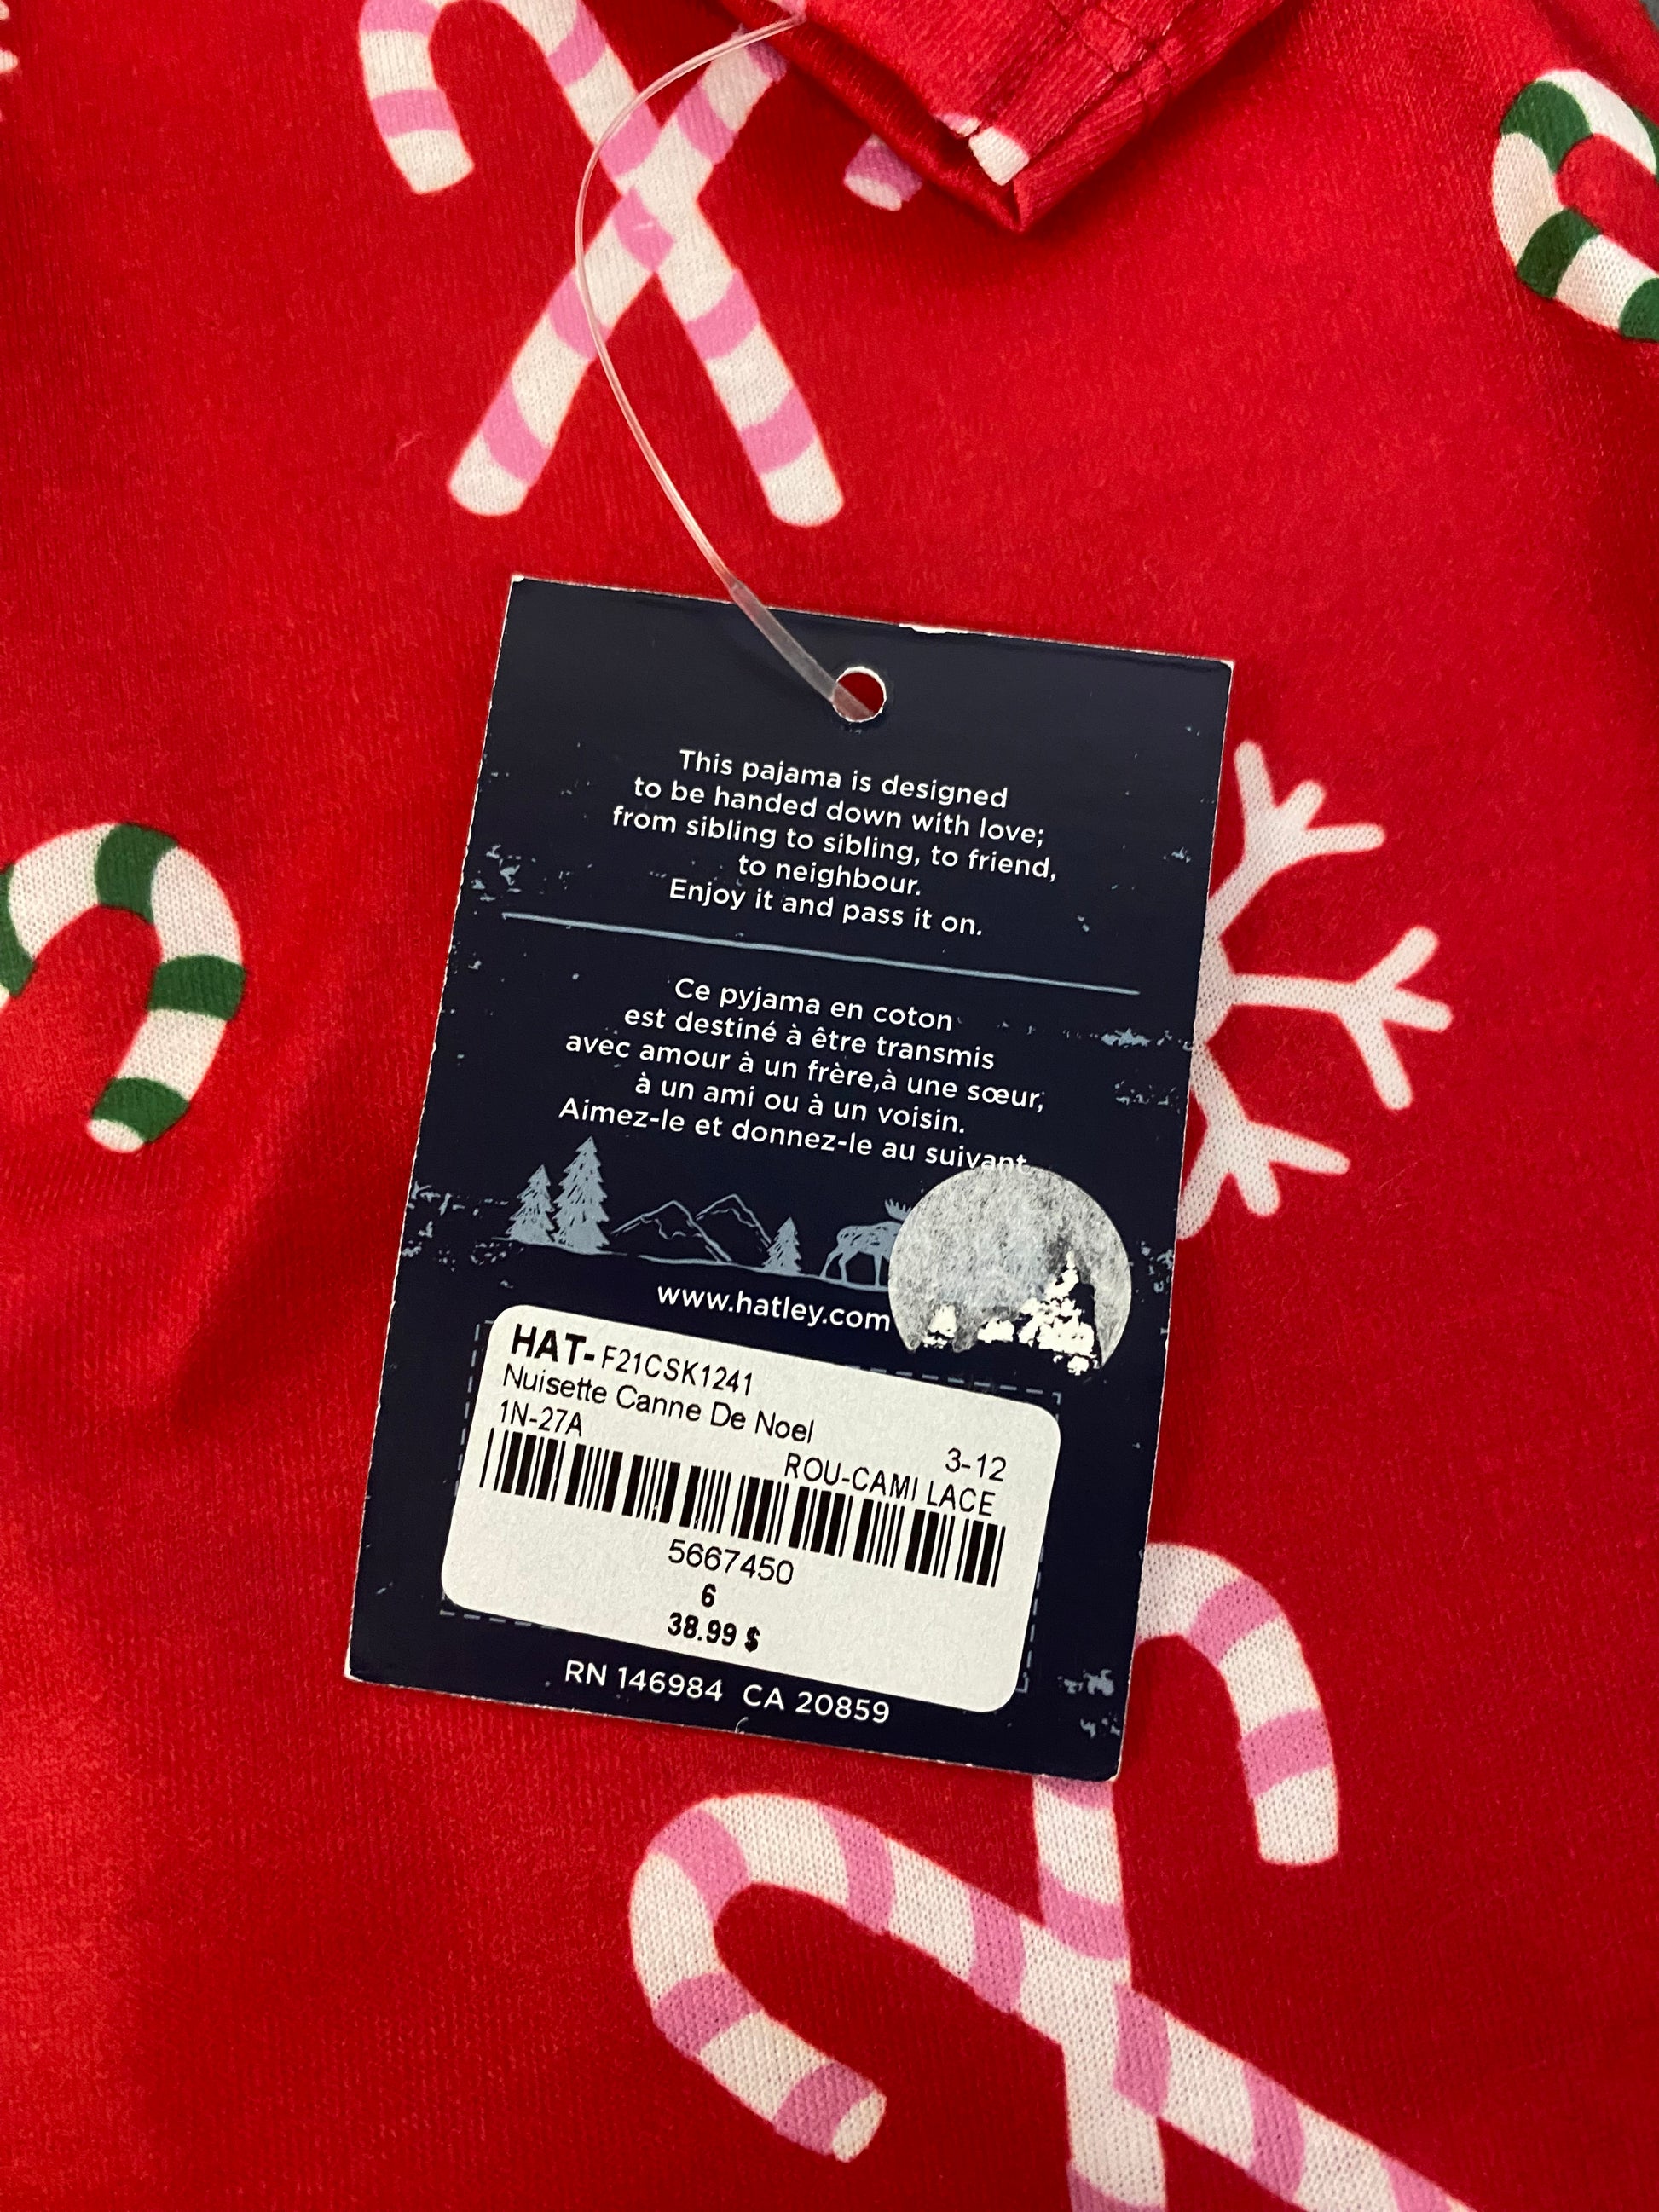 This pajama is designed
to be handed down with love;
from sibling to sibling, to friend,
to neighbour.
Enjoy it and pass it on.
Ce pyjama en coton
est destiné à être transmis
avec amour à un frère,à une sœur,
à un ami ou à un voisin.
Aimez-le et donnez-le au suivant
www.hatley.com
HAT-F21CSK1241
Nuisette Canne De Noel
1N-27A 3-12
ROU-CAMI LACE
5667450
6
38.99 $
RN 146984 CA 20859